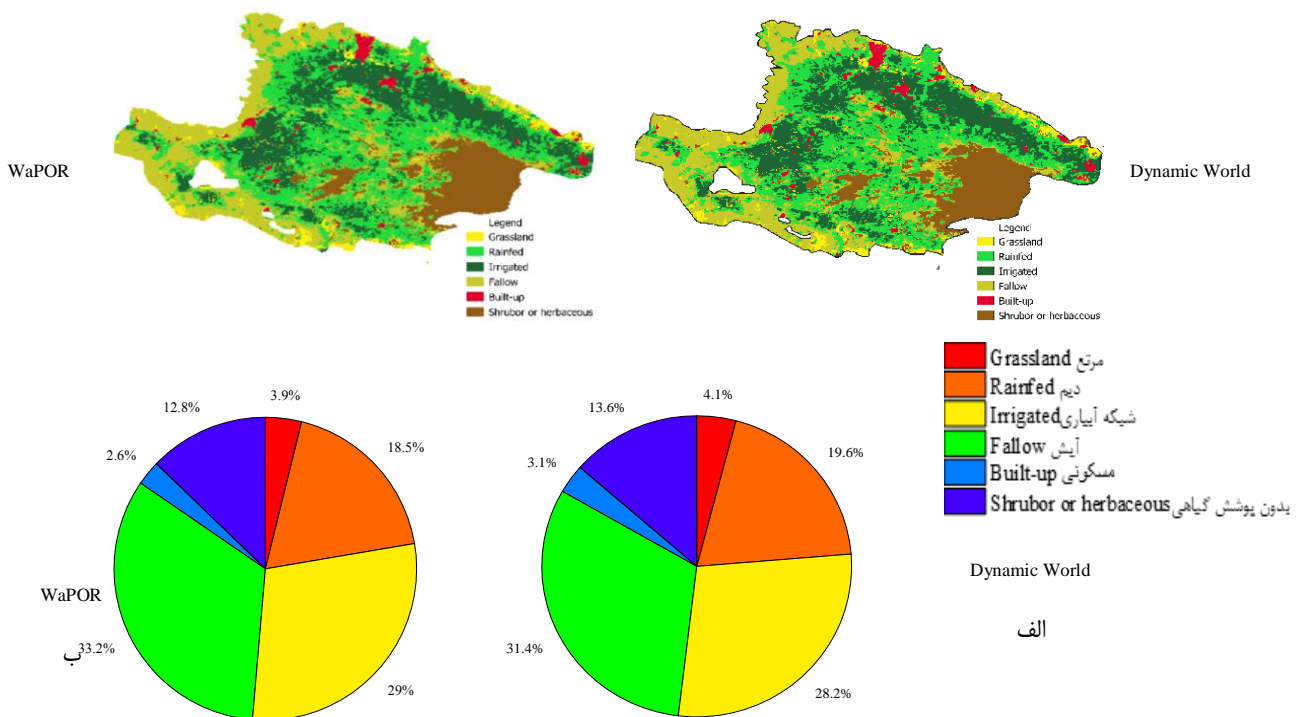 WaPOR
Legend
Grassland
Rainfed
Irrigated
Fallow
Built-up
Shrubor or herbaceous
Dynamic World
Legend
Grassland
Rainfed
Irrigated
Fallow
Built-up
Shrubor or herbaceous
Grassland مرتع
Rainfed دیم
Irrigated شبکه آبیاری
Fallow آیش
Built-up مسکونی
Shrubor or herbaceous بدون پوشش گیاهی
WaPOR
ب
3.9%
18.5%
29%
33.2%
2.6%
12.8%
4.1%
19.6%
28.2%
31.4%
3.1%
13.6%
Dynamic World
الف